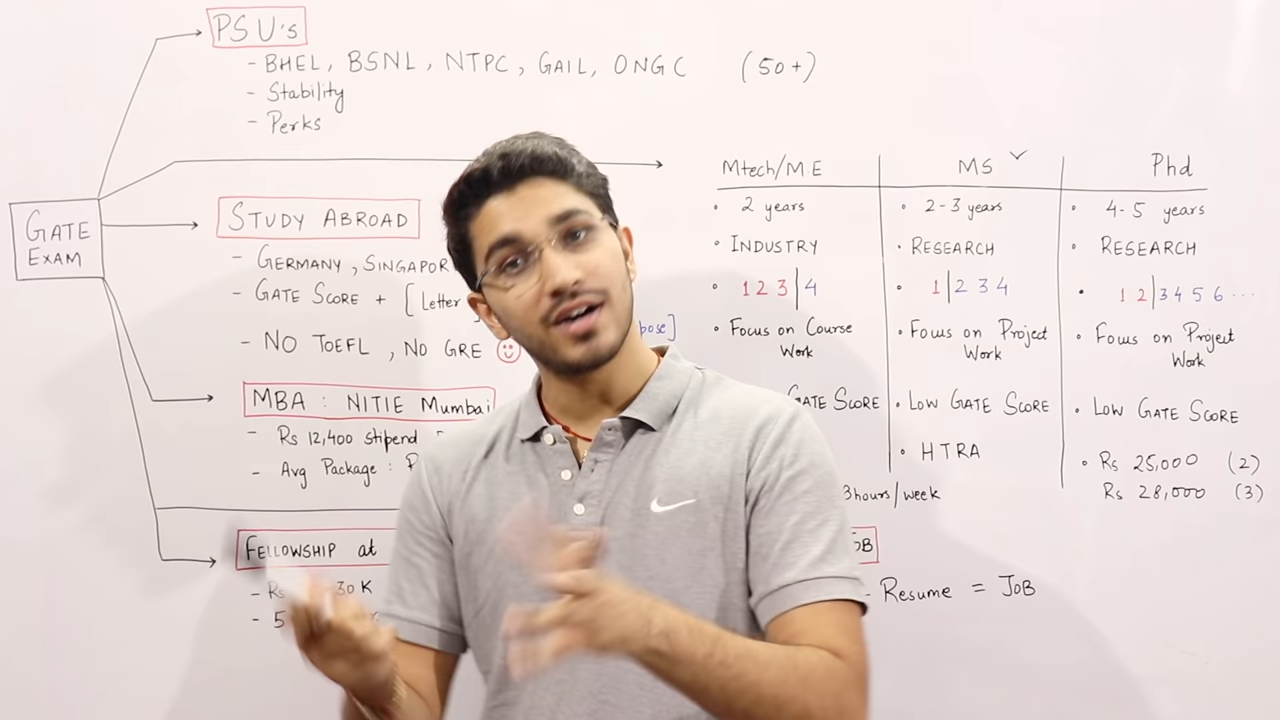 PSU's
- BHEL, BSNL, NTPC, GAIL, ONGC (50+)
- Stability
- Perks
GATE
EXAM
STUDY ABROAD
- GERMANY, SINGAPOR
- GATE SCORE + [Letter
pose]
- NO TOEFL, NO GRE
MBA : NITIE Mumbai
- Rs 12,400 stipend
- Avg Package :
FELLOWSHIP at
- Rs 30K
- 5
Mtech/M.E
• 2 years
• INDUSTRY
• 1 2 3 | 4
• Focus on Course
Work
GATE SCORE
3hours/week
MS ✓
• 2-3 years
• RESEARCH
• 1 | 2 3 4
• Focus on Project
Work
• LOW GATE SCORE
• HTRA
Phd
• 4-5 years
• RESEARCH
• 1 2 | 3 4 5 6 ...
• Focus on Project
Work
• LOW GATE SCORE
• Rs 25,000 (2)
Rs 28,000 (3)
OB
- Resume = JOB